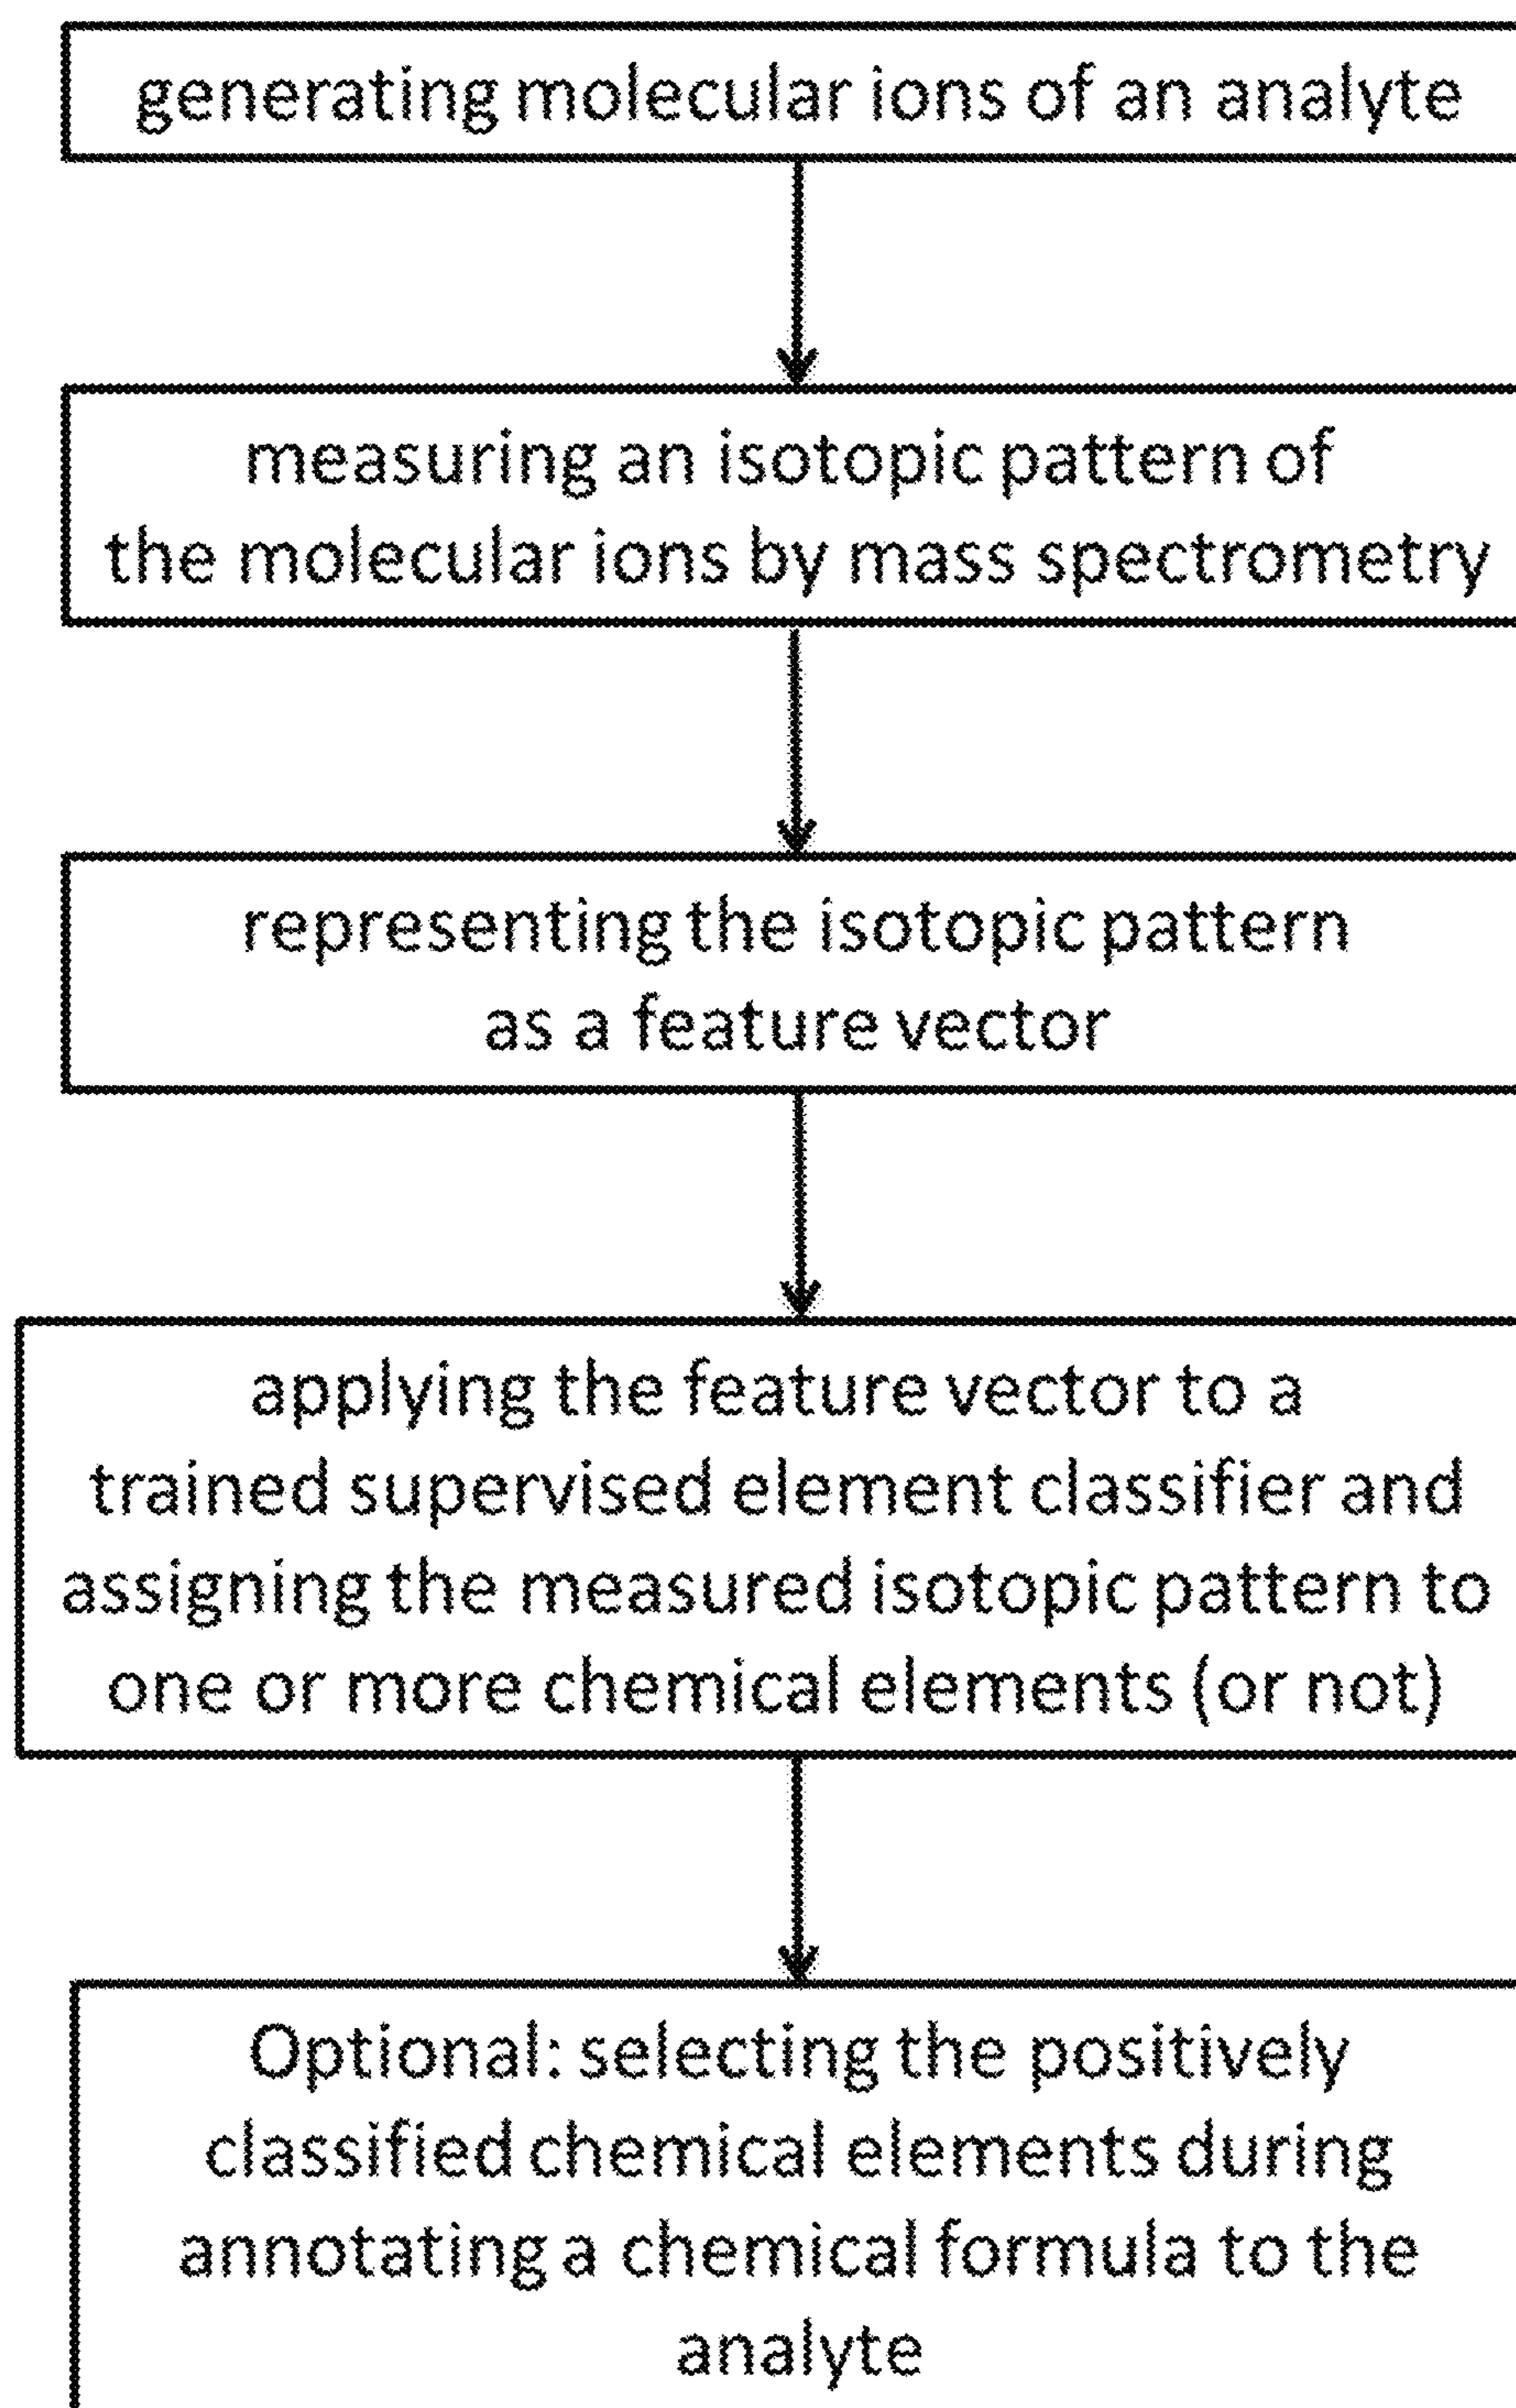 generating molecular ions of an analyte
measuring an isotopic pattern of
the molecular ions by mass spectrometry
representing the isotopic pattern
as a feature vector
applying the feature vector to a
trained supervised element classifier and
assigning the measured isotopic pattern to
one or more chemical elements (or not)
Optional: selecting the positively
classified chemical elements during
annotating a chemical formula to the
analyte